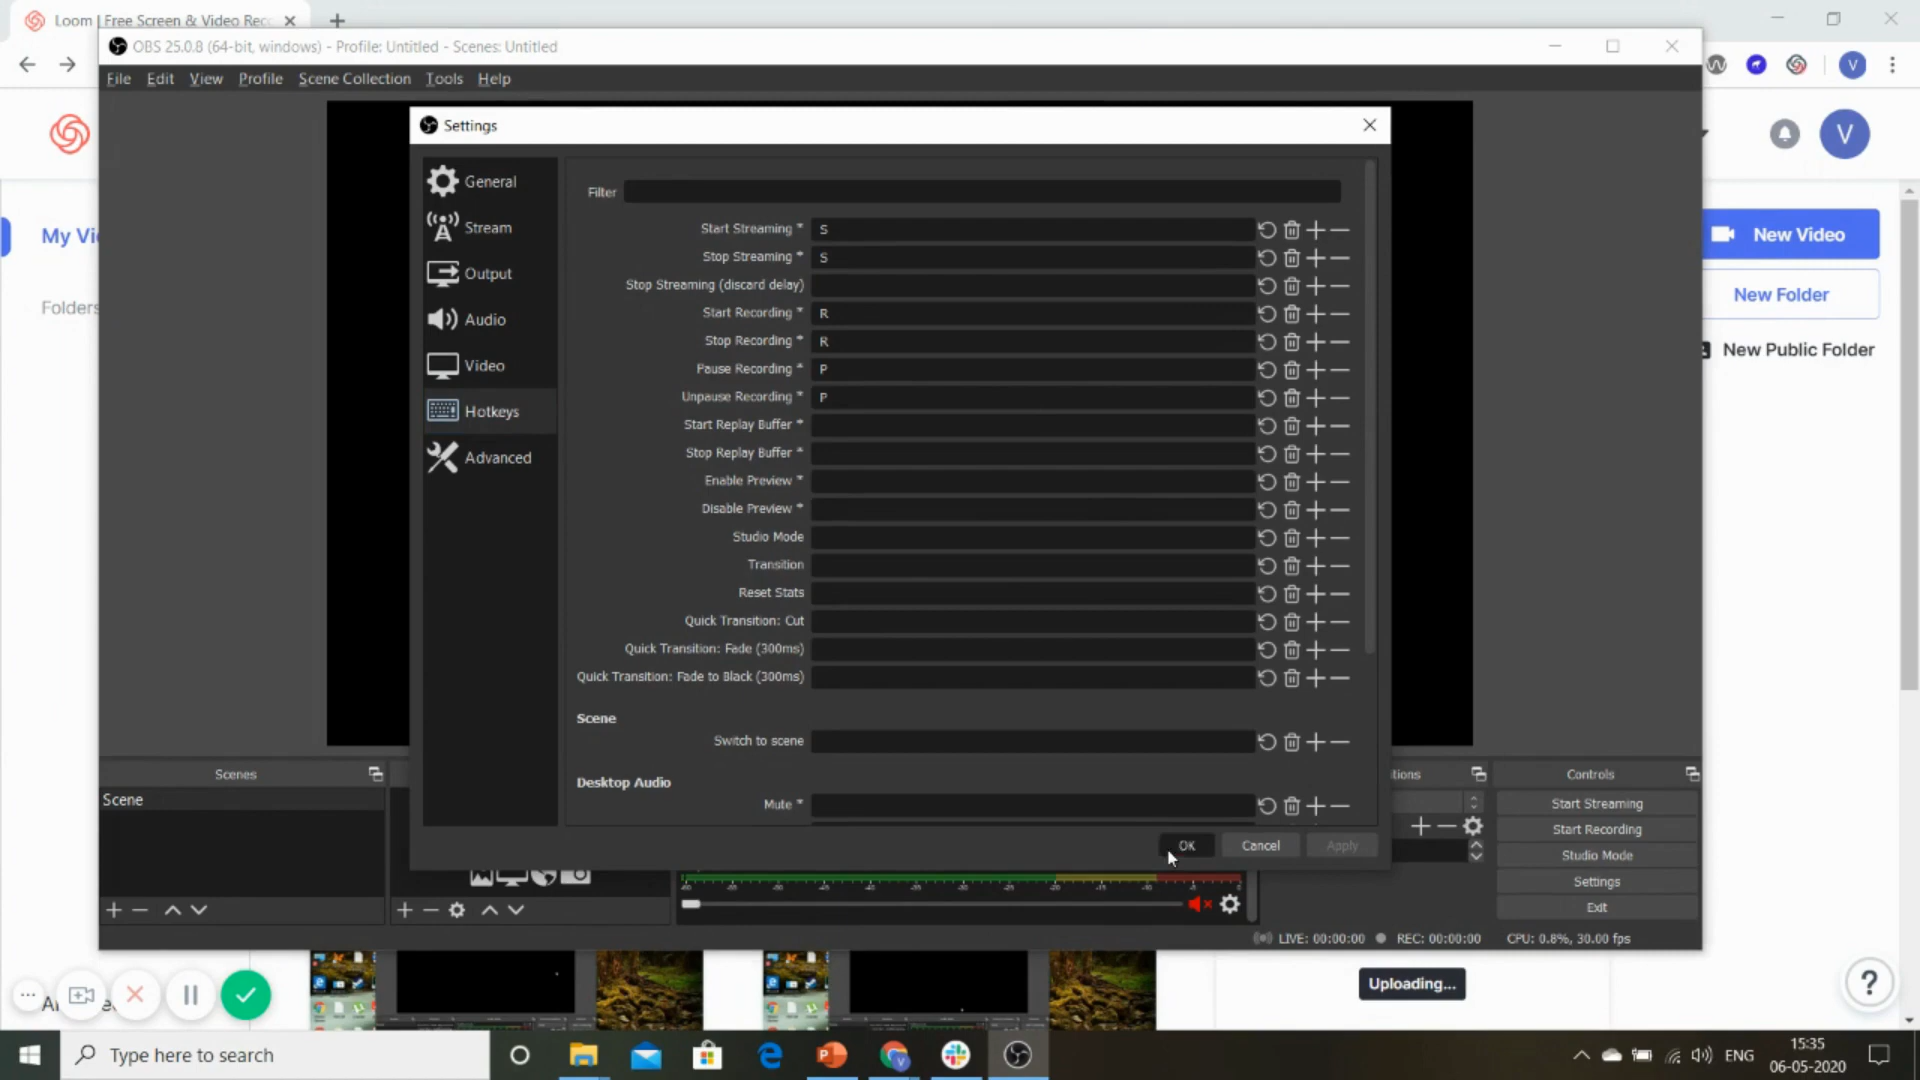 Loom | Free Screen & Video Reco
OBS 25.0.8 (64-bit, windows) - Profile: Untitled - Scenes: Untitled
File Edit View Profile Scene Collection Tools Help
V
Settings
V
General
Stream
Output
Audio
Video
Hotkeys
Advanced
Filter
Start Streaming * S
Stop Streaming * S
Stop Streaming (discard delay)
Start Recording * R
Stop Recording * R
Pause Recording * P
Unpause Recording * P
Start Replay Buffer *
Stop Replay Buffer *
Enable Preview *
Disable Preview *
Studio Mode
Transition
Reset Stats
Quick Transition: Cut
Quick Transition: Fade (300ms)
Quick Transition: Fade to Black (300ms)
Scene
Switch to scene
Desktop Audio
Mute *
OK Cancel Apply
My Vi
Folders
New Video
New Folder
New Public Folder
Scenes
Scene
Controls
Start Streaming
Start Recording
Studio Mode
Settings
Exit
LIVE: 00:00:00 REC: 00:00:00 CPU: 0.8%, 30.00 fps
Uploading...
?
Type here to search
ENG
15:35
06-05-2020